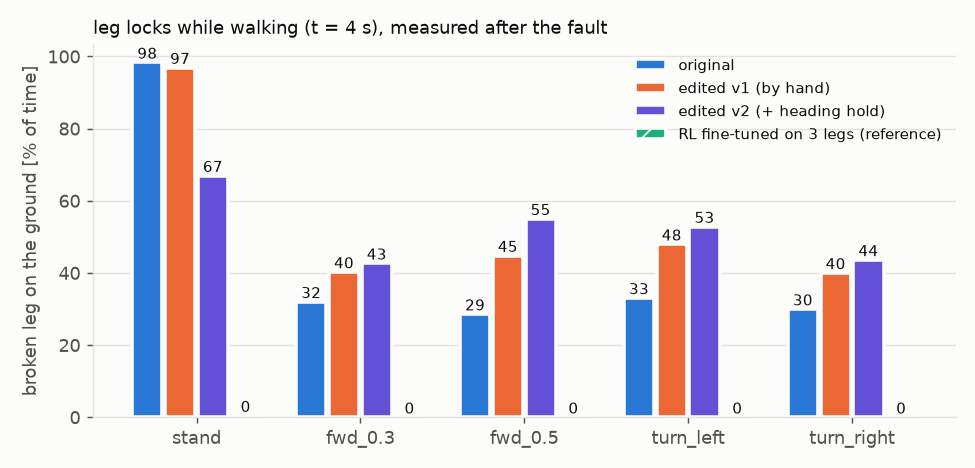 leg locks while walking (t = 4 s), measured after the fault
broken leg on the ground [% of time]
100
80
60
40
20
0
original
edited v1 (by hand)
edited v2 (+ heading hold)
RL fine-tuned on 3 legs (reference)
98 97 67 0
32 40 43 0
29 45 55 0
33 48 53 0
30 40 44 0
stand fwd_0.3 fwd_0.5 turn_left turn_right